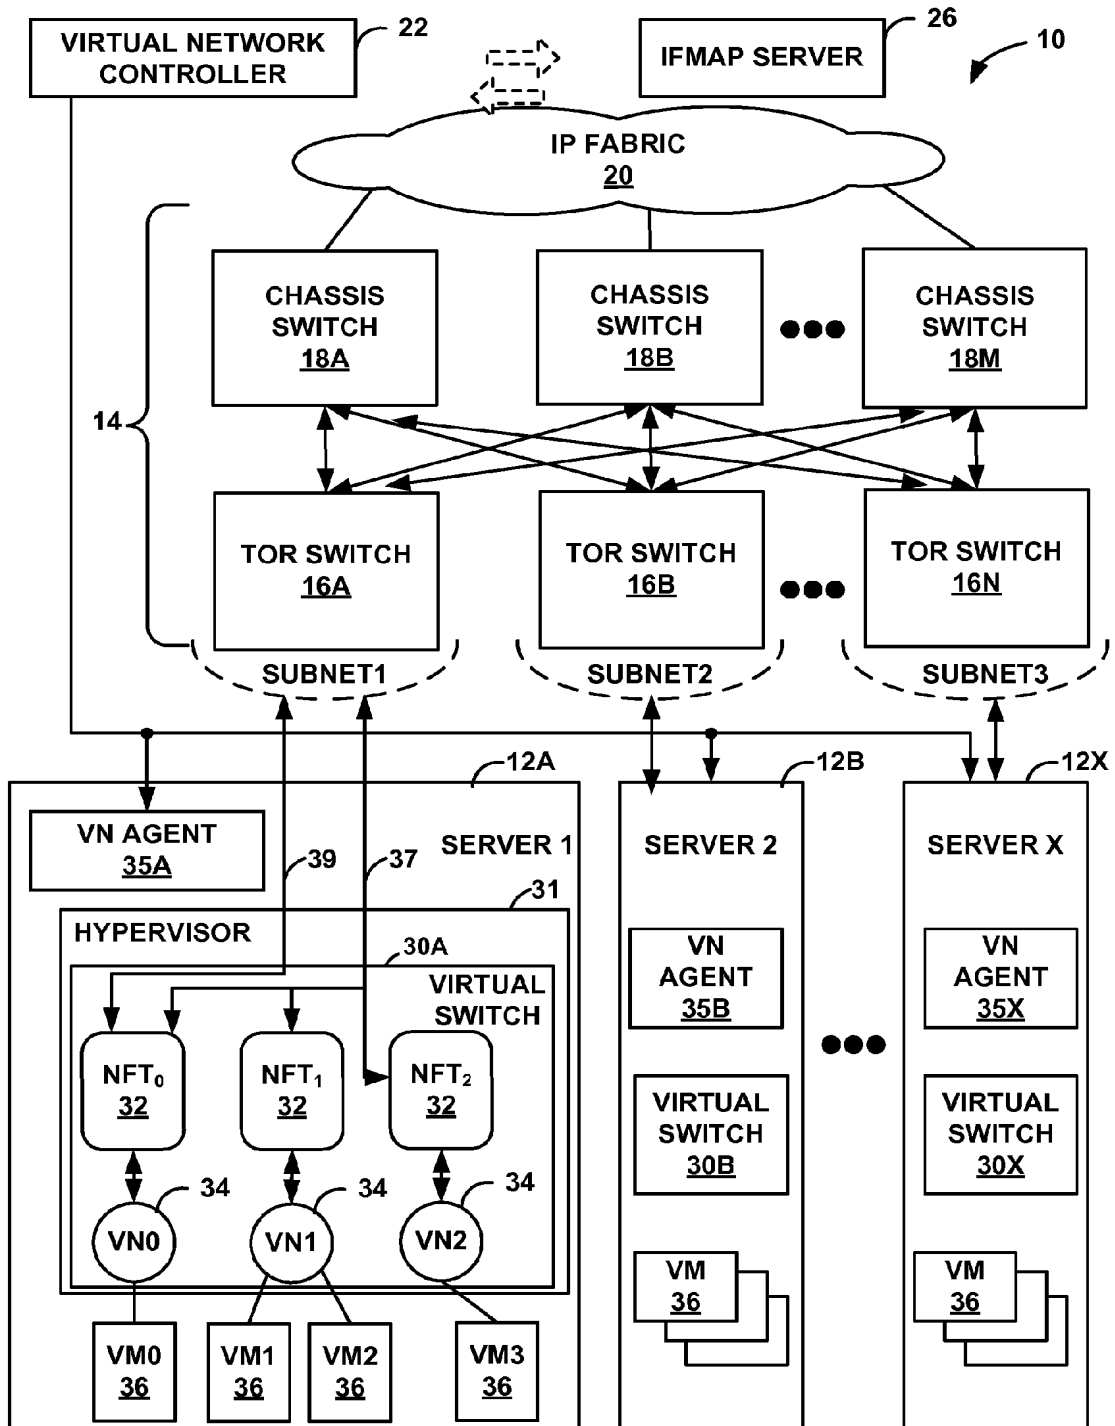 VIRTUAL NETWORK
CONTROLLER
22
IFMAP SERVER
26
10
IP FABRIC
20
14
CHASSIS
SWITCH
18A
CHASSIS
SWITCH
18B
CHASSIS
SWITCH
18M
TOR SWITCH
16A
TOR SWITCH
16B
TOR SWITCH
16N
SUBNET1
SUBNET2
SUBNET3
12A
12B
12X
VN AGENT
35A
SERVER 1
39
37
31
HYPERVISOR
30A
VIRTUAL
SWITCH
NFT0
32
NFT1
32
NFT2
32
34
34
34
VN0
VN1
VN2
VM0
36
VM1
36
VM2
36
VM3
36
SERVER 2
VN
AGENT
35B
VIRTUAL
SWITCH
30B
VM
36
SERVER X
VN
AGENT
35X
VIRTUAL
SWITCH
30X
VM
36